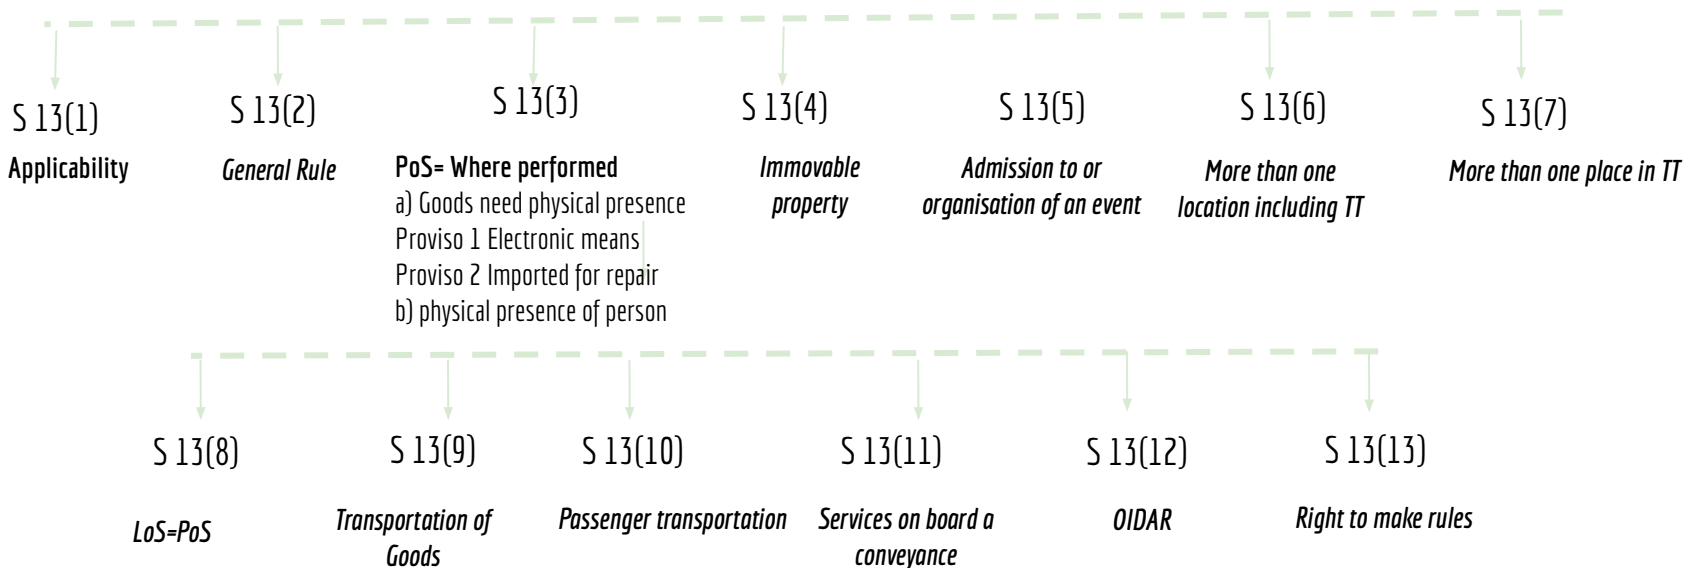 S 13(1)
Applicability
S 13(2)
General Rule
S 13(3)
PoS= Where performed
a) Goods need physical presence
Proviso 1 Electronic means
Proviso 2 Imported for repair
b) physical presence of person
S 13(4)
Immovable
property
S 13(5)
Admission to or
organisation of an event
S 13(6)
More than one
location including TT
S 13(7)
More than one place in TT
S 13(8)
LoS=PoS
S 13(9)
Transportation of
Goods
S 13(10)
Passenger transportation
S 13(11)
Services on board a
conveyance
S 13(12)
OIDAR
S 13(13)
Right to make rules